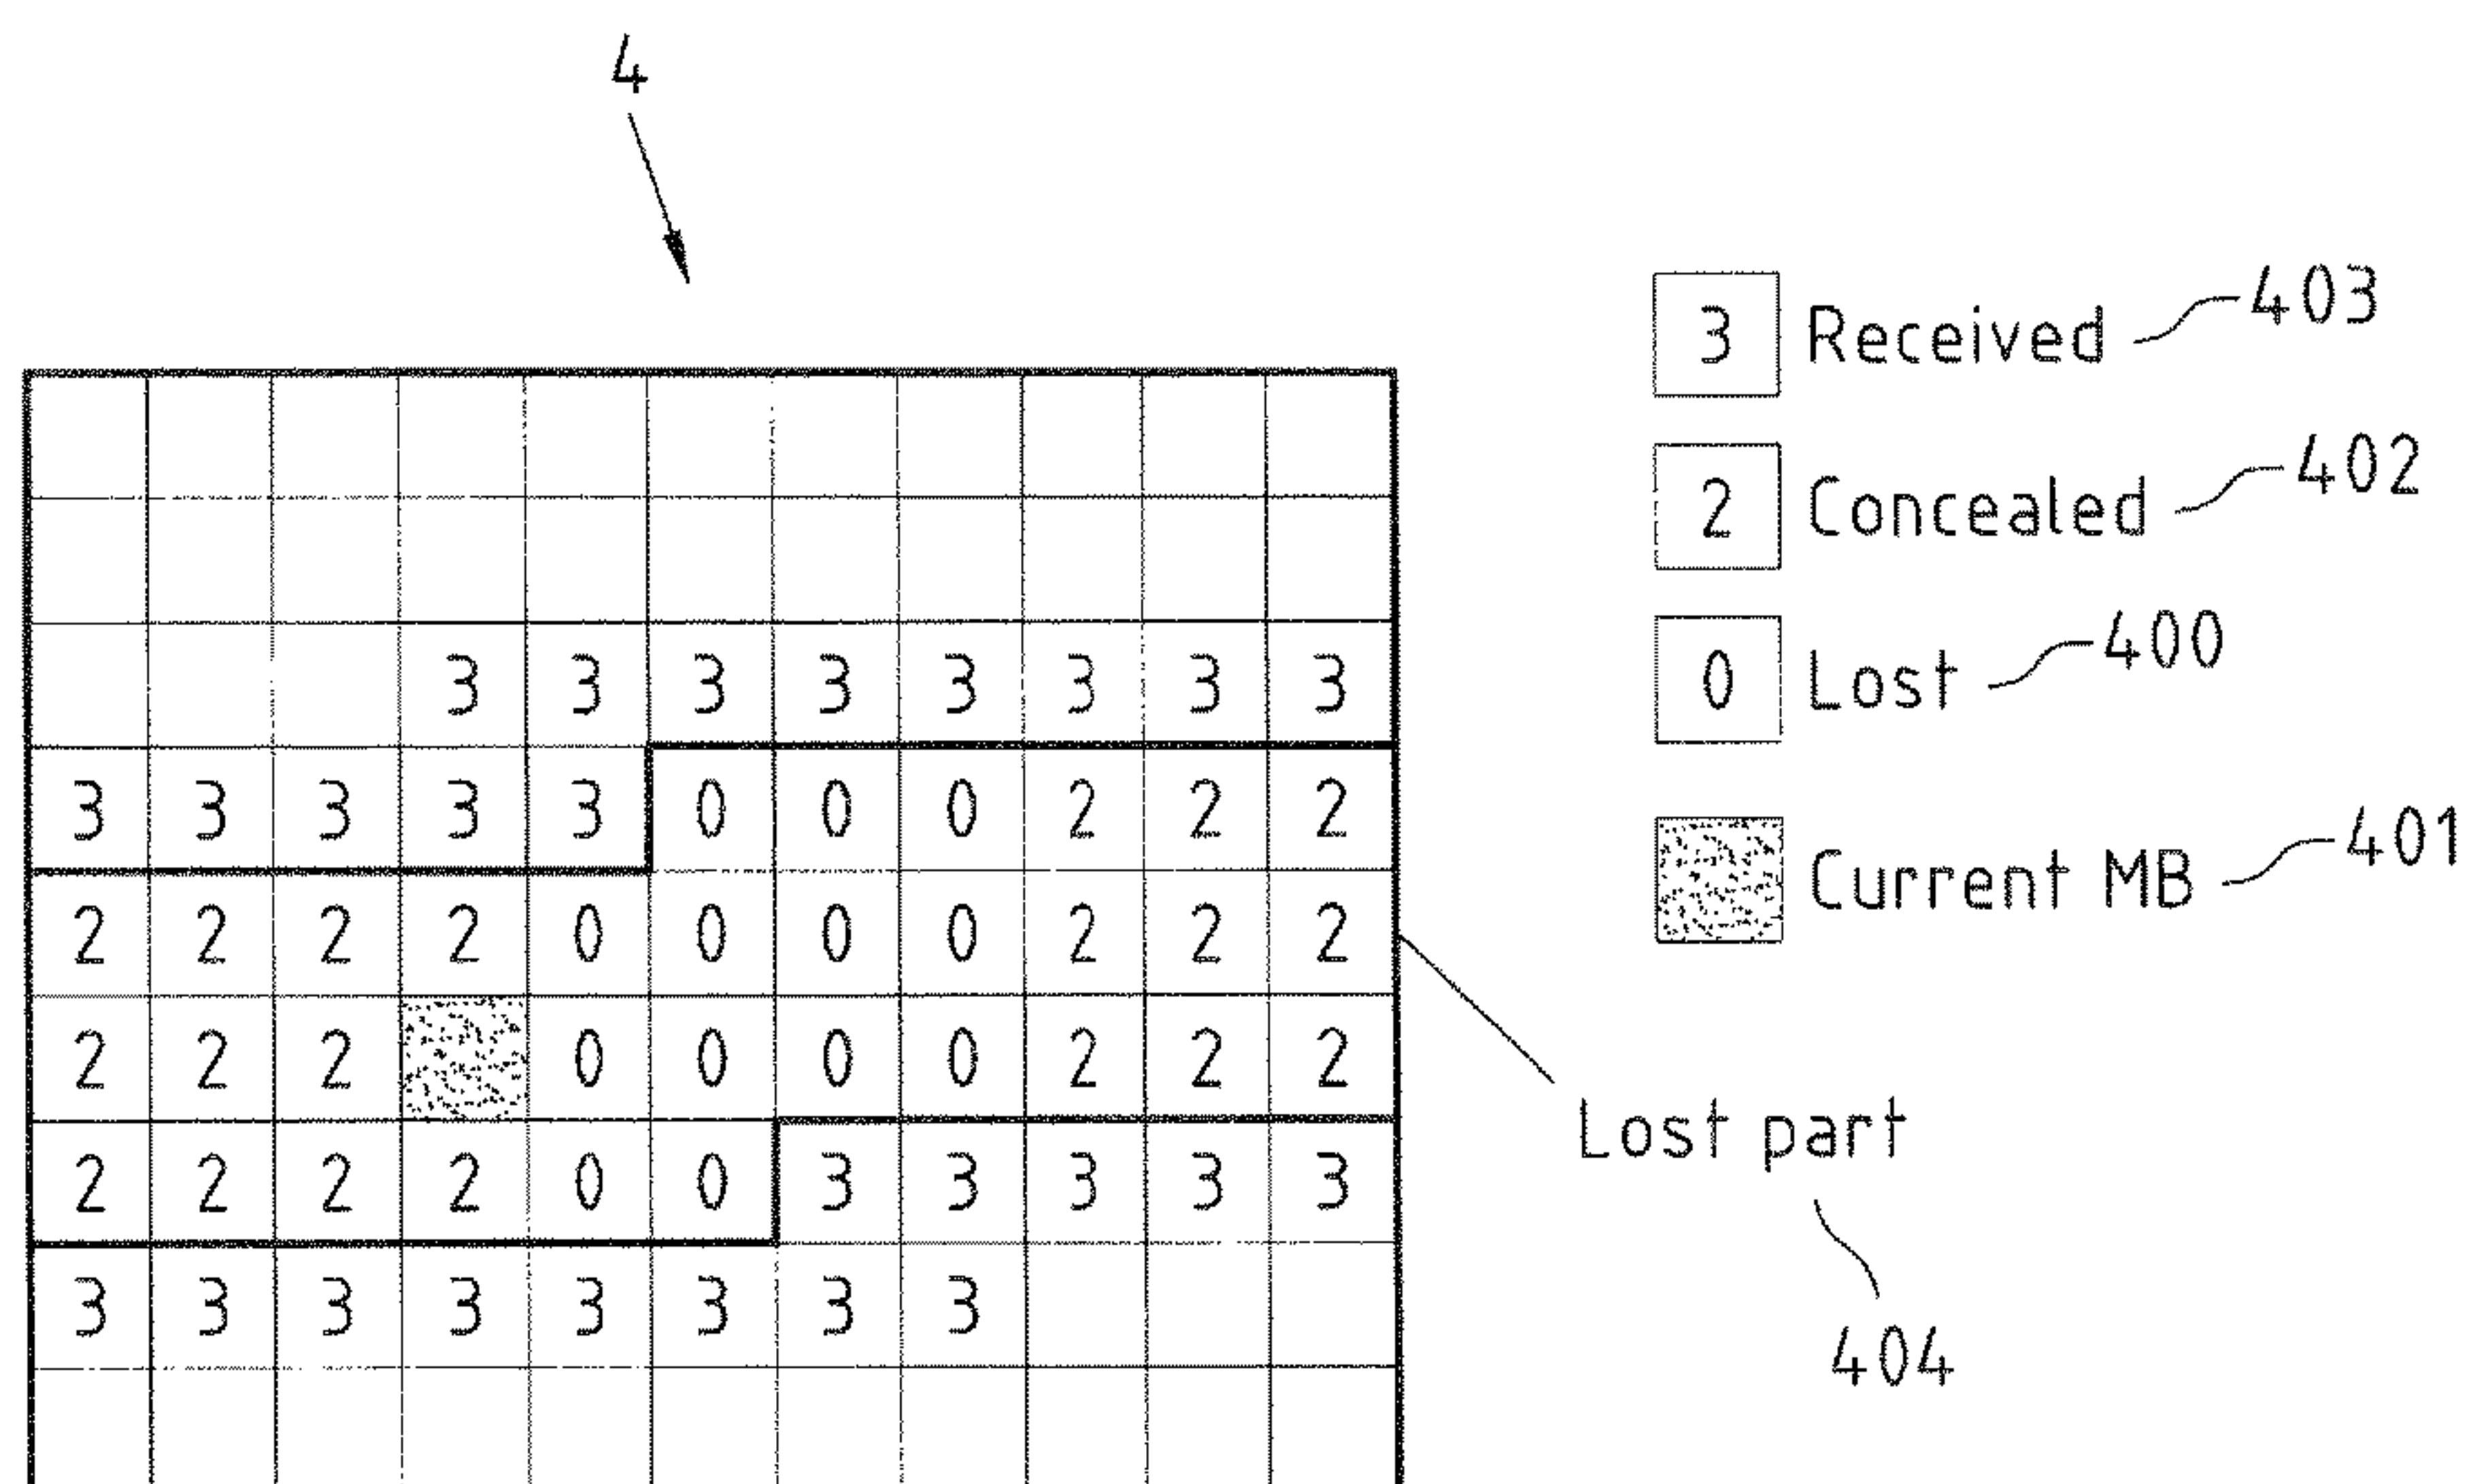 4
3 Received 403
2 Concealed 402
0 Lost 400
Current MB 401
3 3 3 3 3 3 3 3
3 3 3 3 3 0 0 0 2 2 2
2 2 2 2 0 0 0 0 2 2 2
2 2 2 0 0 0 0 2 2 2
2 2 2 2 0 0 3 3 3 3 3
3 3 3 3 3 3 3 3
Lost part
404